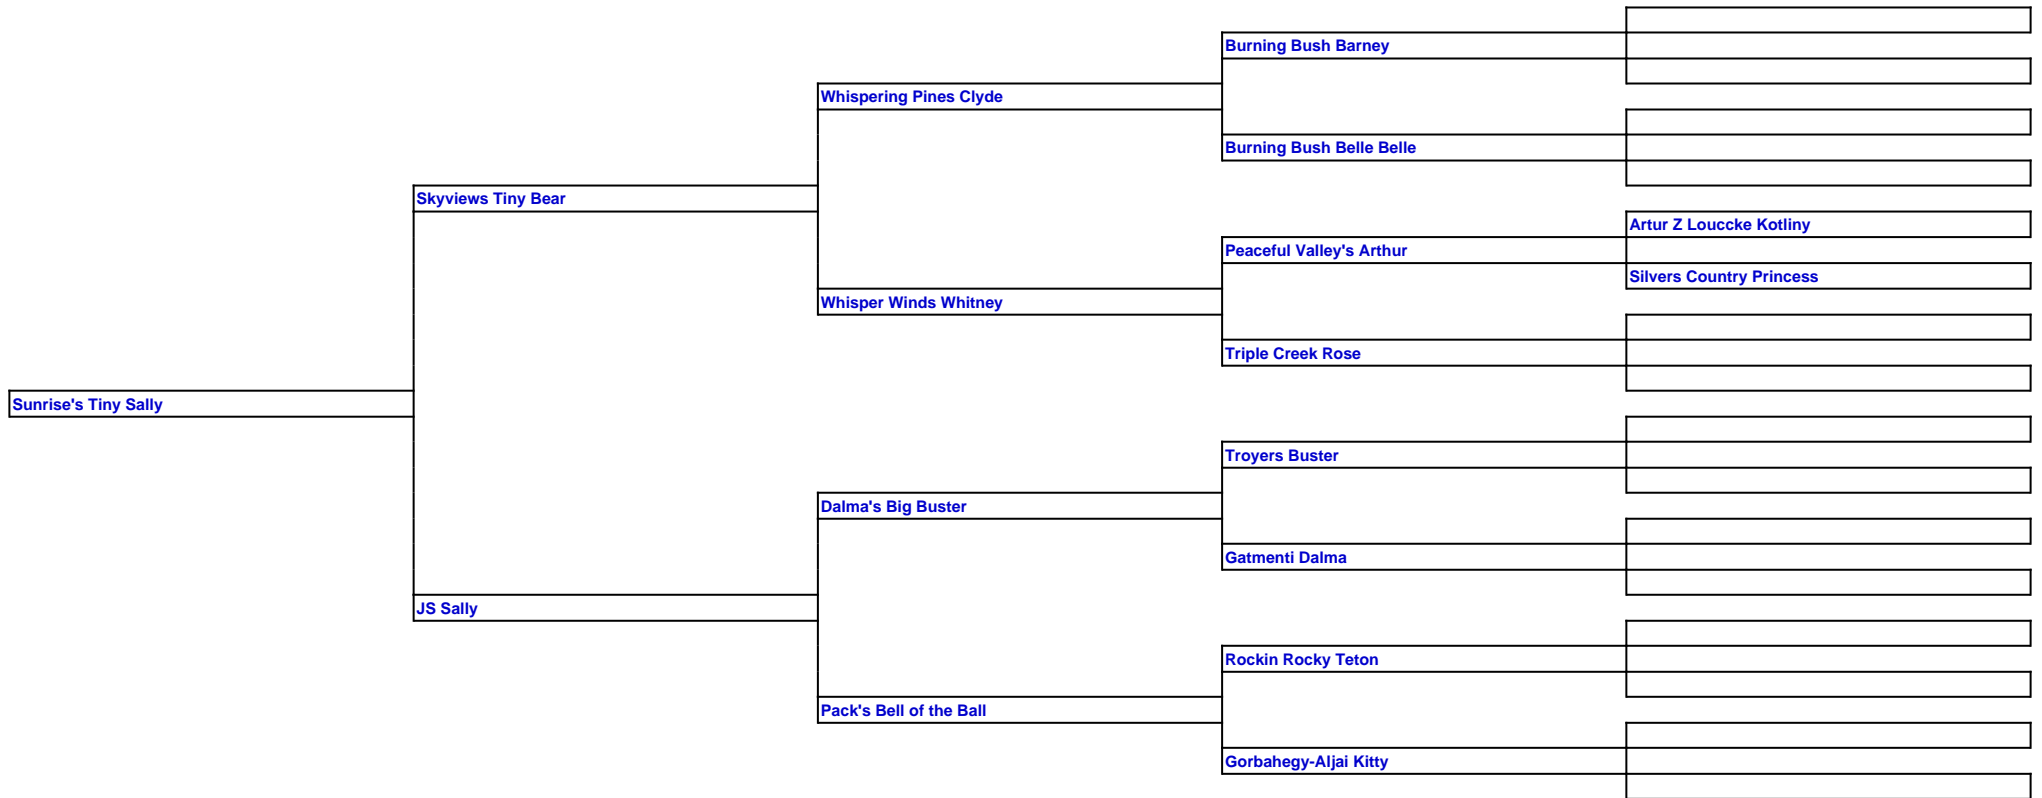 Burning Bush Barney
Whispering Pines Clyde
Burning Bush Belle Belle
Skyviews Tiny Bear
Artur Z Louccke Kotliny
Peaceful Valley's Arthur
Silvers Country Princess
Whisper Winds Whitney
Triple Creek Rose
Sunrise's Tiny Sally
Troyers Buster
Dalma's Big Buster
Gatmenti Dalma
JS Sally
Rockin Rocky Teton
Pack's Bell of the Ball
Gorbahegy-Aljai Kitty